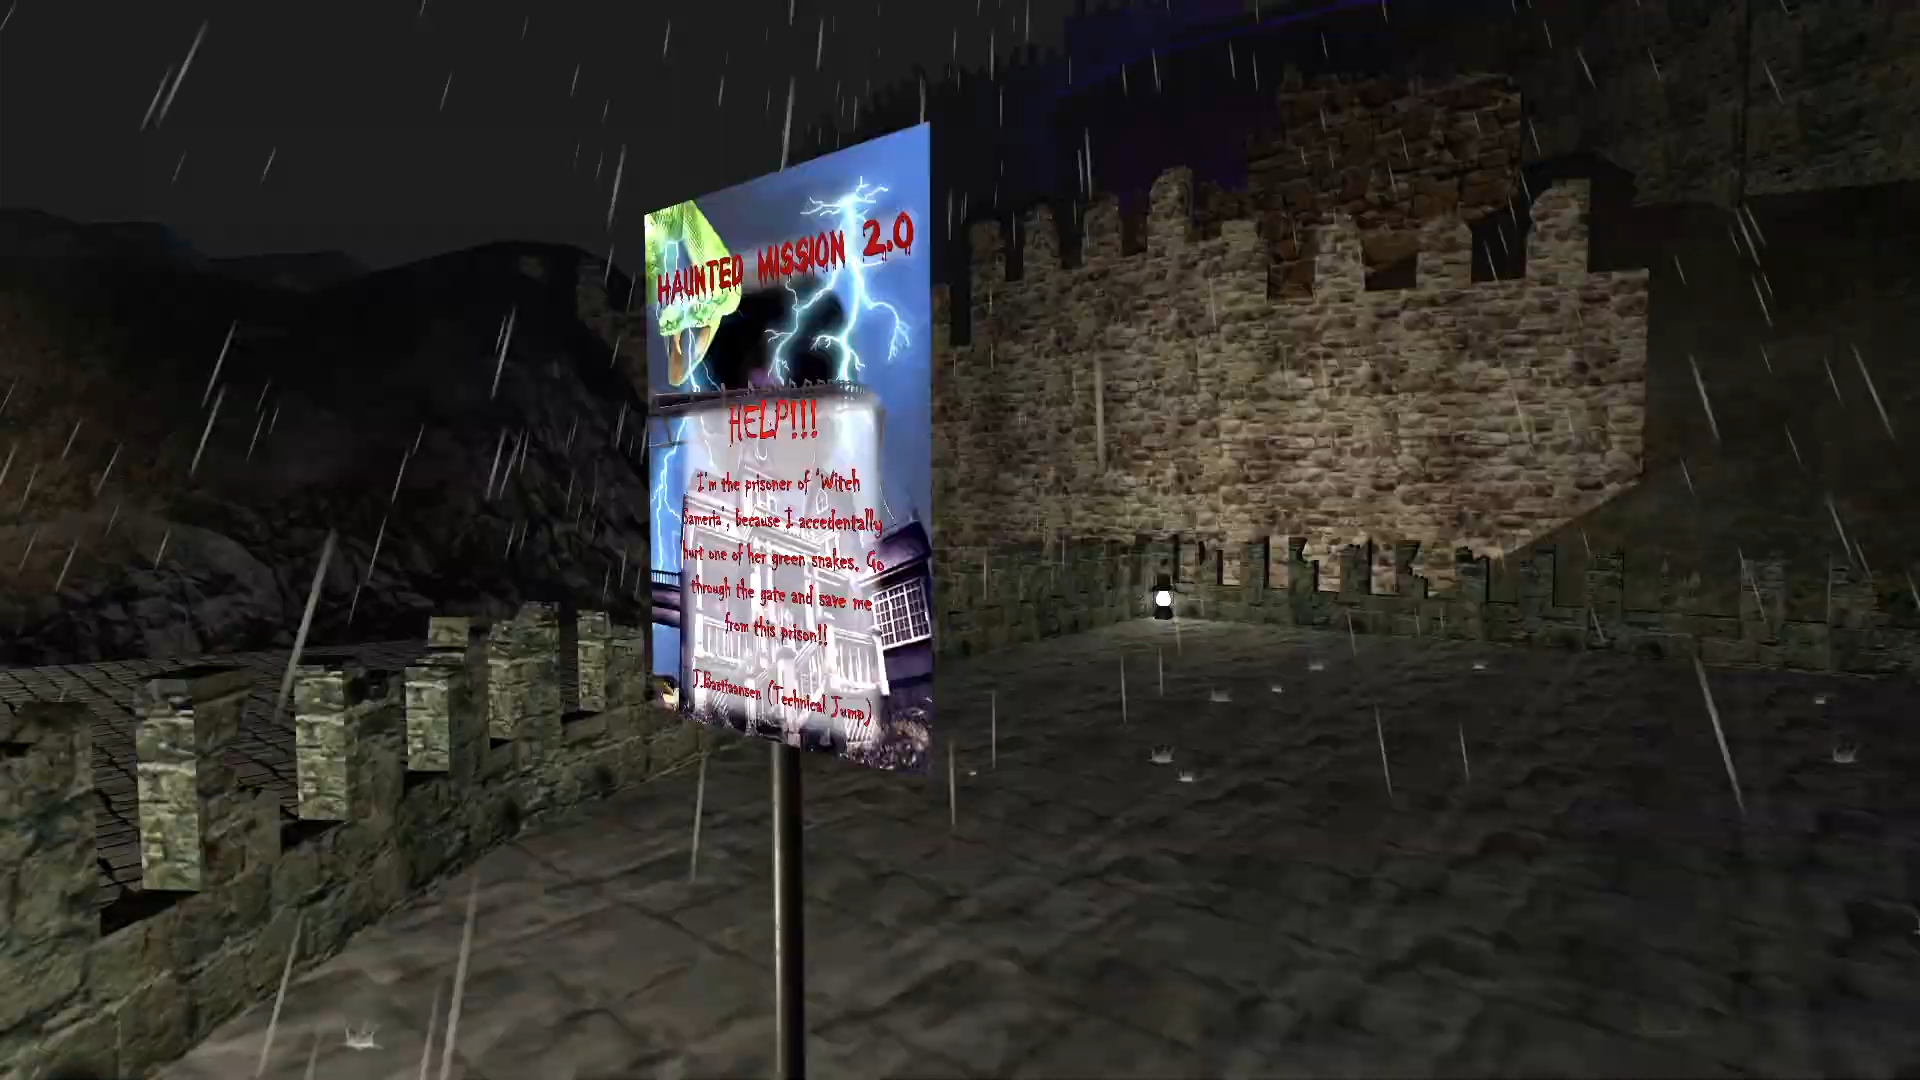 HAUNTED MISSION 2.0
HELP!!!
I'm the prisoner of 'Witch
Samerta', because I accedentally
hurt one of her green snakes. Go
through the gate and save me
from this prison!!
J.Bastiaansen (Technical Jump)